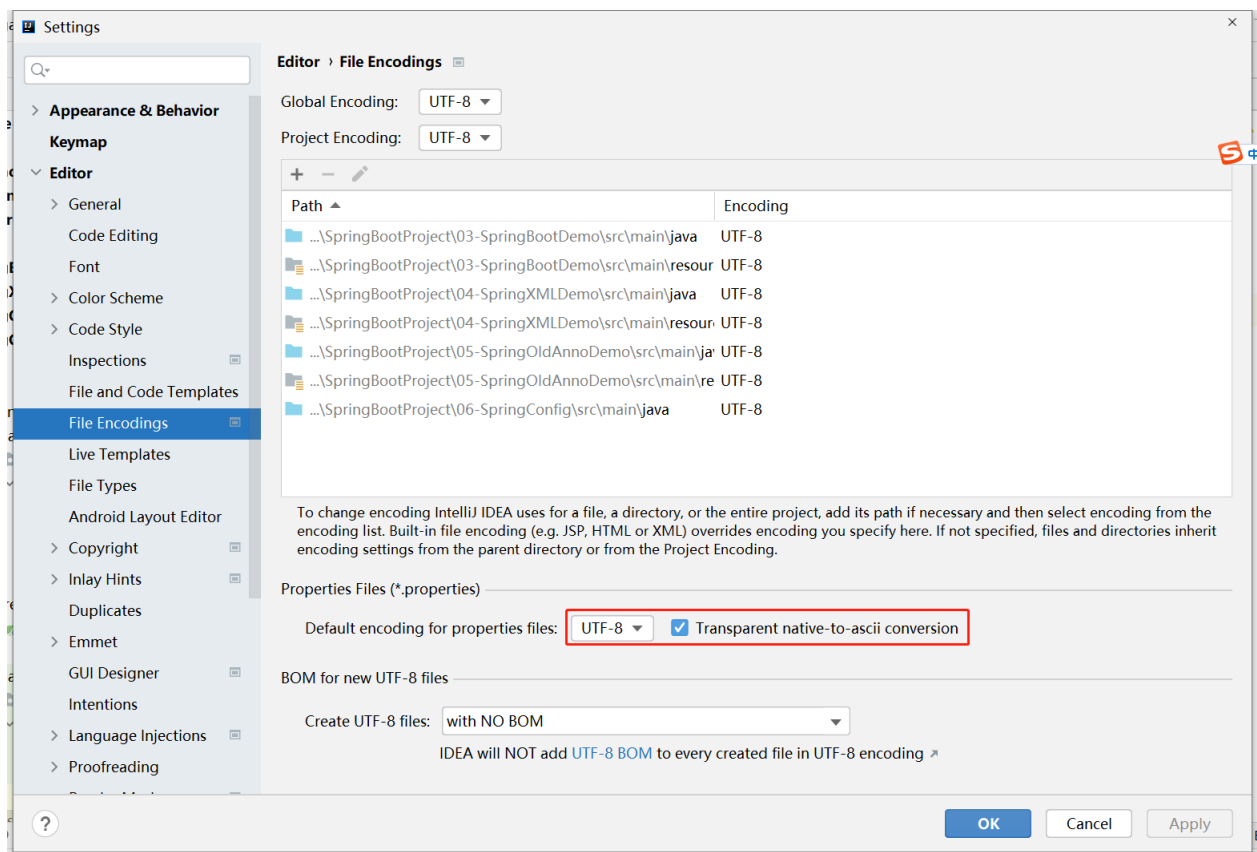 Settings
Editor › File Encodings
Global Encoding: UTF-8
Appearance & Behavior
Project Encoding: UTF-8
Keymap
Editor
General
Code Editing
Font
Color Scheme
Code Style
Inspections
File and Code Templates
File Encodings
Live Templates
File Types
Android Layout Editor
Copyright
Inlay Hints
Duplicates
Emmet
GUI Designer
Intentions
Language Injections
Proofreading
Path Encoding
...\SpringBootProject\03-SpringBootDemo\src\main\java UTF-8
...\SpringBootProject\03-SpringBootDemo\src\main\resour UTF-8
...\SpringBootProject\04-SpringXMLDemo\src\main\java UTF-8
...\SpringBootProject\04-SpringXMLDemo\src\main\resour UTF-8
...\SpringBootProject\05-SpringOldAnnoDemo\src\main\ja UTF-8
...\SpringBootProject\05-SpringOldAnnoDemo\src\main\re UTF-8
...\SpringBootProject\06-SpringConfig\src\main\java UTF-8
To change encoding IntelliJ IDEA uses for a file, a directory, or the entire project, add its path if necessary and then select encoding from the
encoding list. Built-in file encoding (e.g. JSP, HTML or XML) overrides encoding you specify here. If not specified, files and directories inherit
encoding settings from the parent directory or from the Project Encoding.
Properties Files (*.properties)
Default encoding for properties files: UTF-8 Transparent native-to-ascii conversion
BOM for new UTF-8 files
Create UTF-8 files: with NO BOM
IDEA will NOT add UTF-8 BOM to every created file in UTF-8 encoding
? OK Cancel Apply
S 中